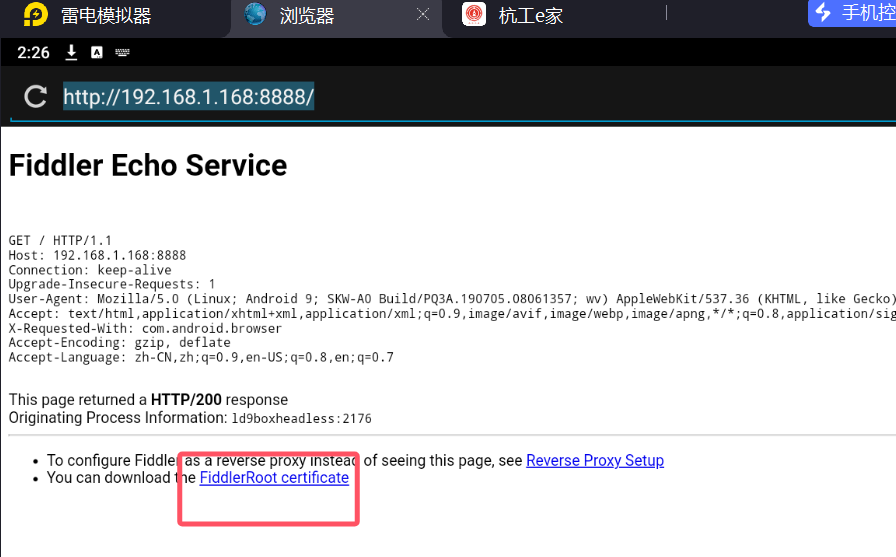 雷电模拟器 浏览器 杭工e家 手机控
2:26 A
http://192.168.1.168:8888/
Fiddler Echo Service
GET / HTTP/1.1
Host: 192.168.1.168:8888
Connection: keep-alive
Upgrade-Insecure-Requests: 1
User-Agent: Mozilla/5.0 (Linux; Android 9; SKW-A0 Build/PQ3A.190705.08061357; wv) AppleWebKit/537.36 (KHTML, like Gecko)
Accept: text/html,application/xhtml+xml,application/xml;q=0.9,image/avif,image/webp,image/apng,*/*;q=0.8,application/sig
X-Requested-With: com.android.browser
Accept-Encoding: gzip, deflate
Accept-Language: zh-CN,zh;q=0.9,en-US;q=0.8,en;q=0.7
This page returned a HTTP/200 response
Originating Process Information: ld9boxheadless:2176
• To configure Fiddler as a reverse proxy instead of seeing this page, see Reverse Proxy Setup
• You can download the FiddlerRoot certificate